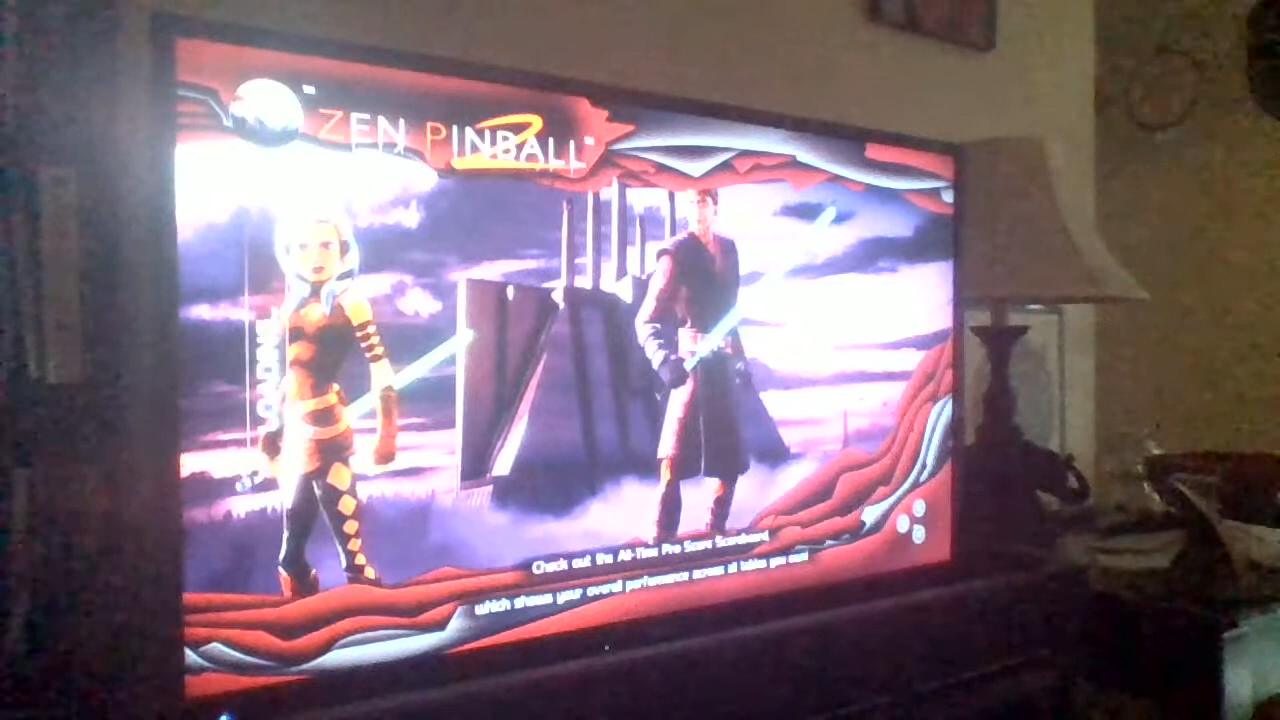 "ZEN PINBALL 2"
LOADING
Check out the All-Time Pro Score Scoreboard,
which shows your overall performance across all tables you own!